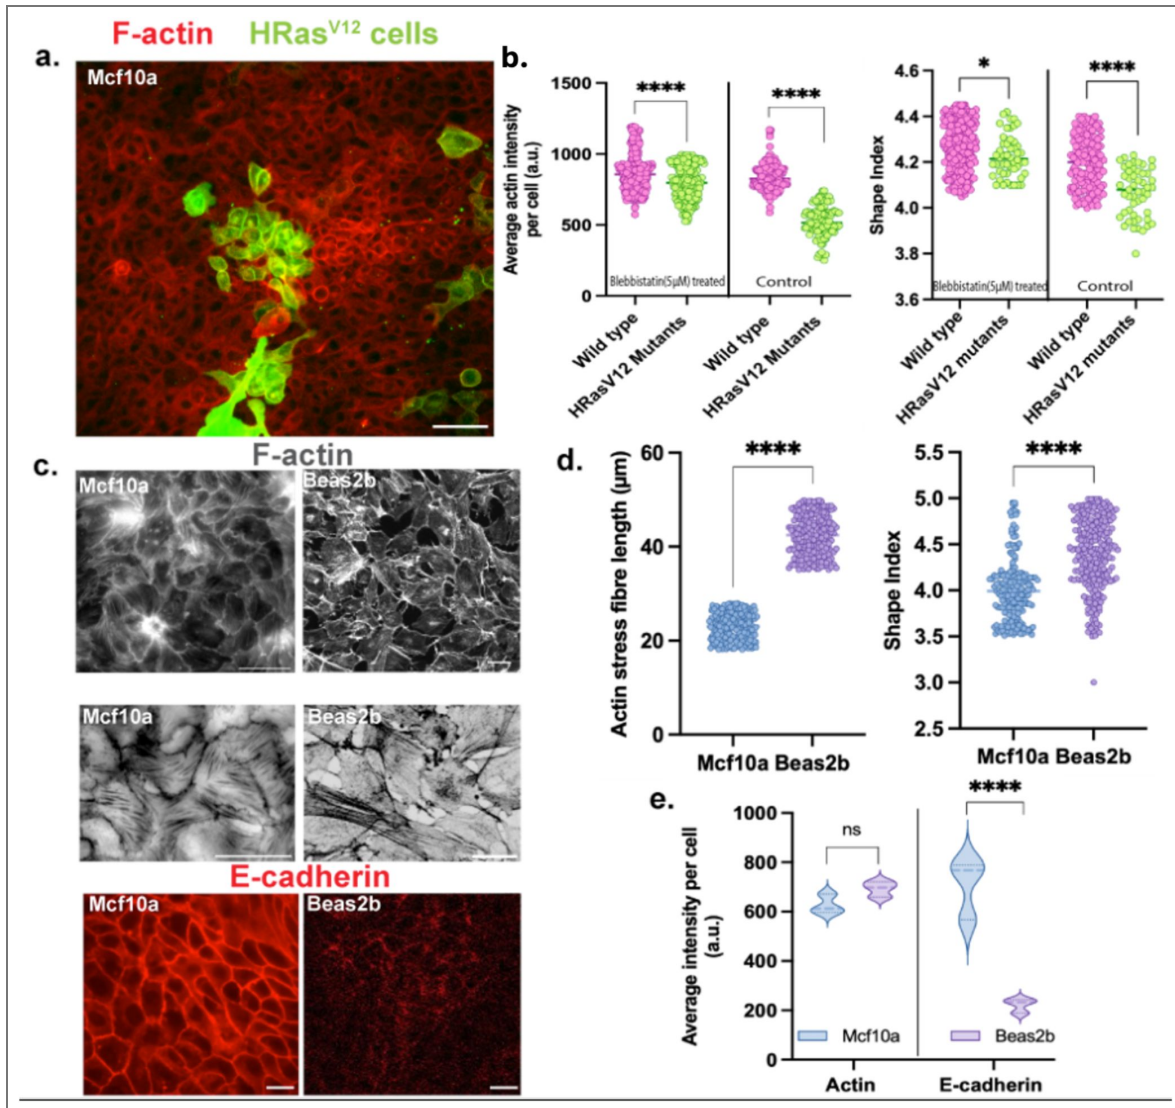 F-actin HRasV12 cells
a.
Mcf10a
b.
Average actin intensity
per cell (a.u.)
1500
1000
500
0
****
****
Blebbistatin(5µM) treated
Control
Wild type
HRasV12 Mutants
Wild type
HRasV12 Mutants
Shape Index
4.6
4.4
4.2
4.0
3.8
3.6
*
****
Blebbistatin(5µM) treated
Control
Wild type
HRasV12 mutants
Wild type
HRasV12 mutants
c.
F-actin
Mcf10a
Beas2b
Mcf10a
Beas2b
E-cadherin
Mcf10a
Beas2b
d.
Actin stress fibre length (µm)
60
40
20
0
****
Mcf10a Beas2b
Shape Index
5.5
5.0
4.5
4.0
3.5
3.0
2.5
****
Mcf10a Beas2b
e.
Average intensity per cell
(a.u.)
1000
800
600
400
200
0
ns
****
Mcf10a
Beas2b
Actin
E-cadherin